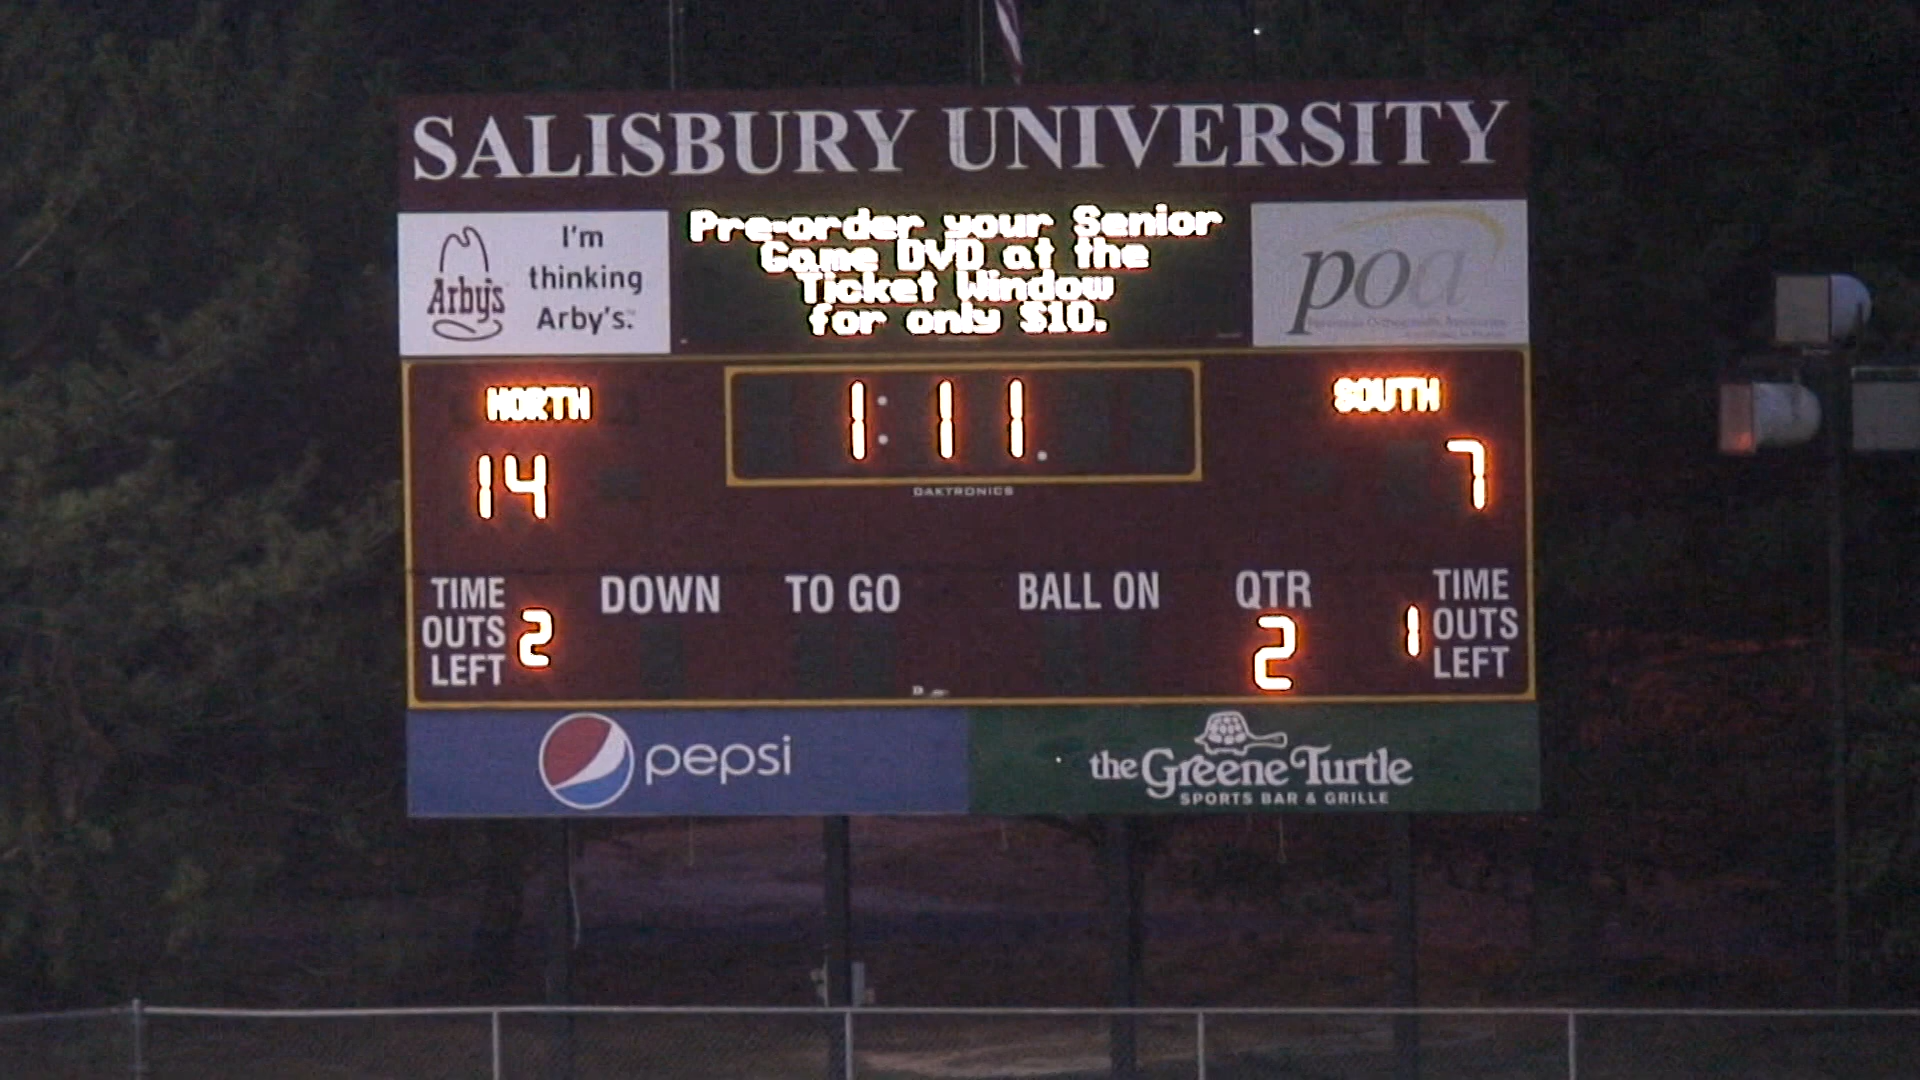 SALISBURY UNIVERSITY
Arby's
I'm
thinking
Arby's.
Pre-order your Senior
Game DVD at the
Ticket Window
for only $10.
poa
NORTH
1:11.
SOUTH
14
7
DAKTRONICS
TIME
OUTS
LEFT
2
DOWN
TO GO
BALL ON
QTR
2
1
TIME
OUTS
LEFT
pepsi
the Greene Turtle
SPORTS BAR & GRILLE